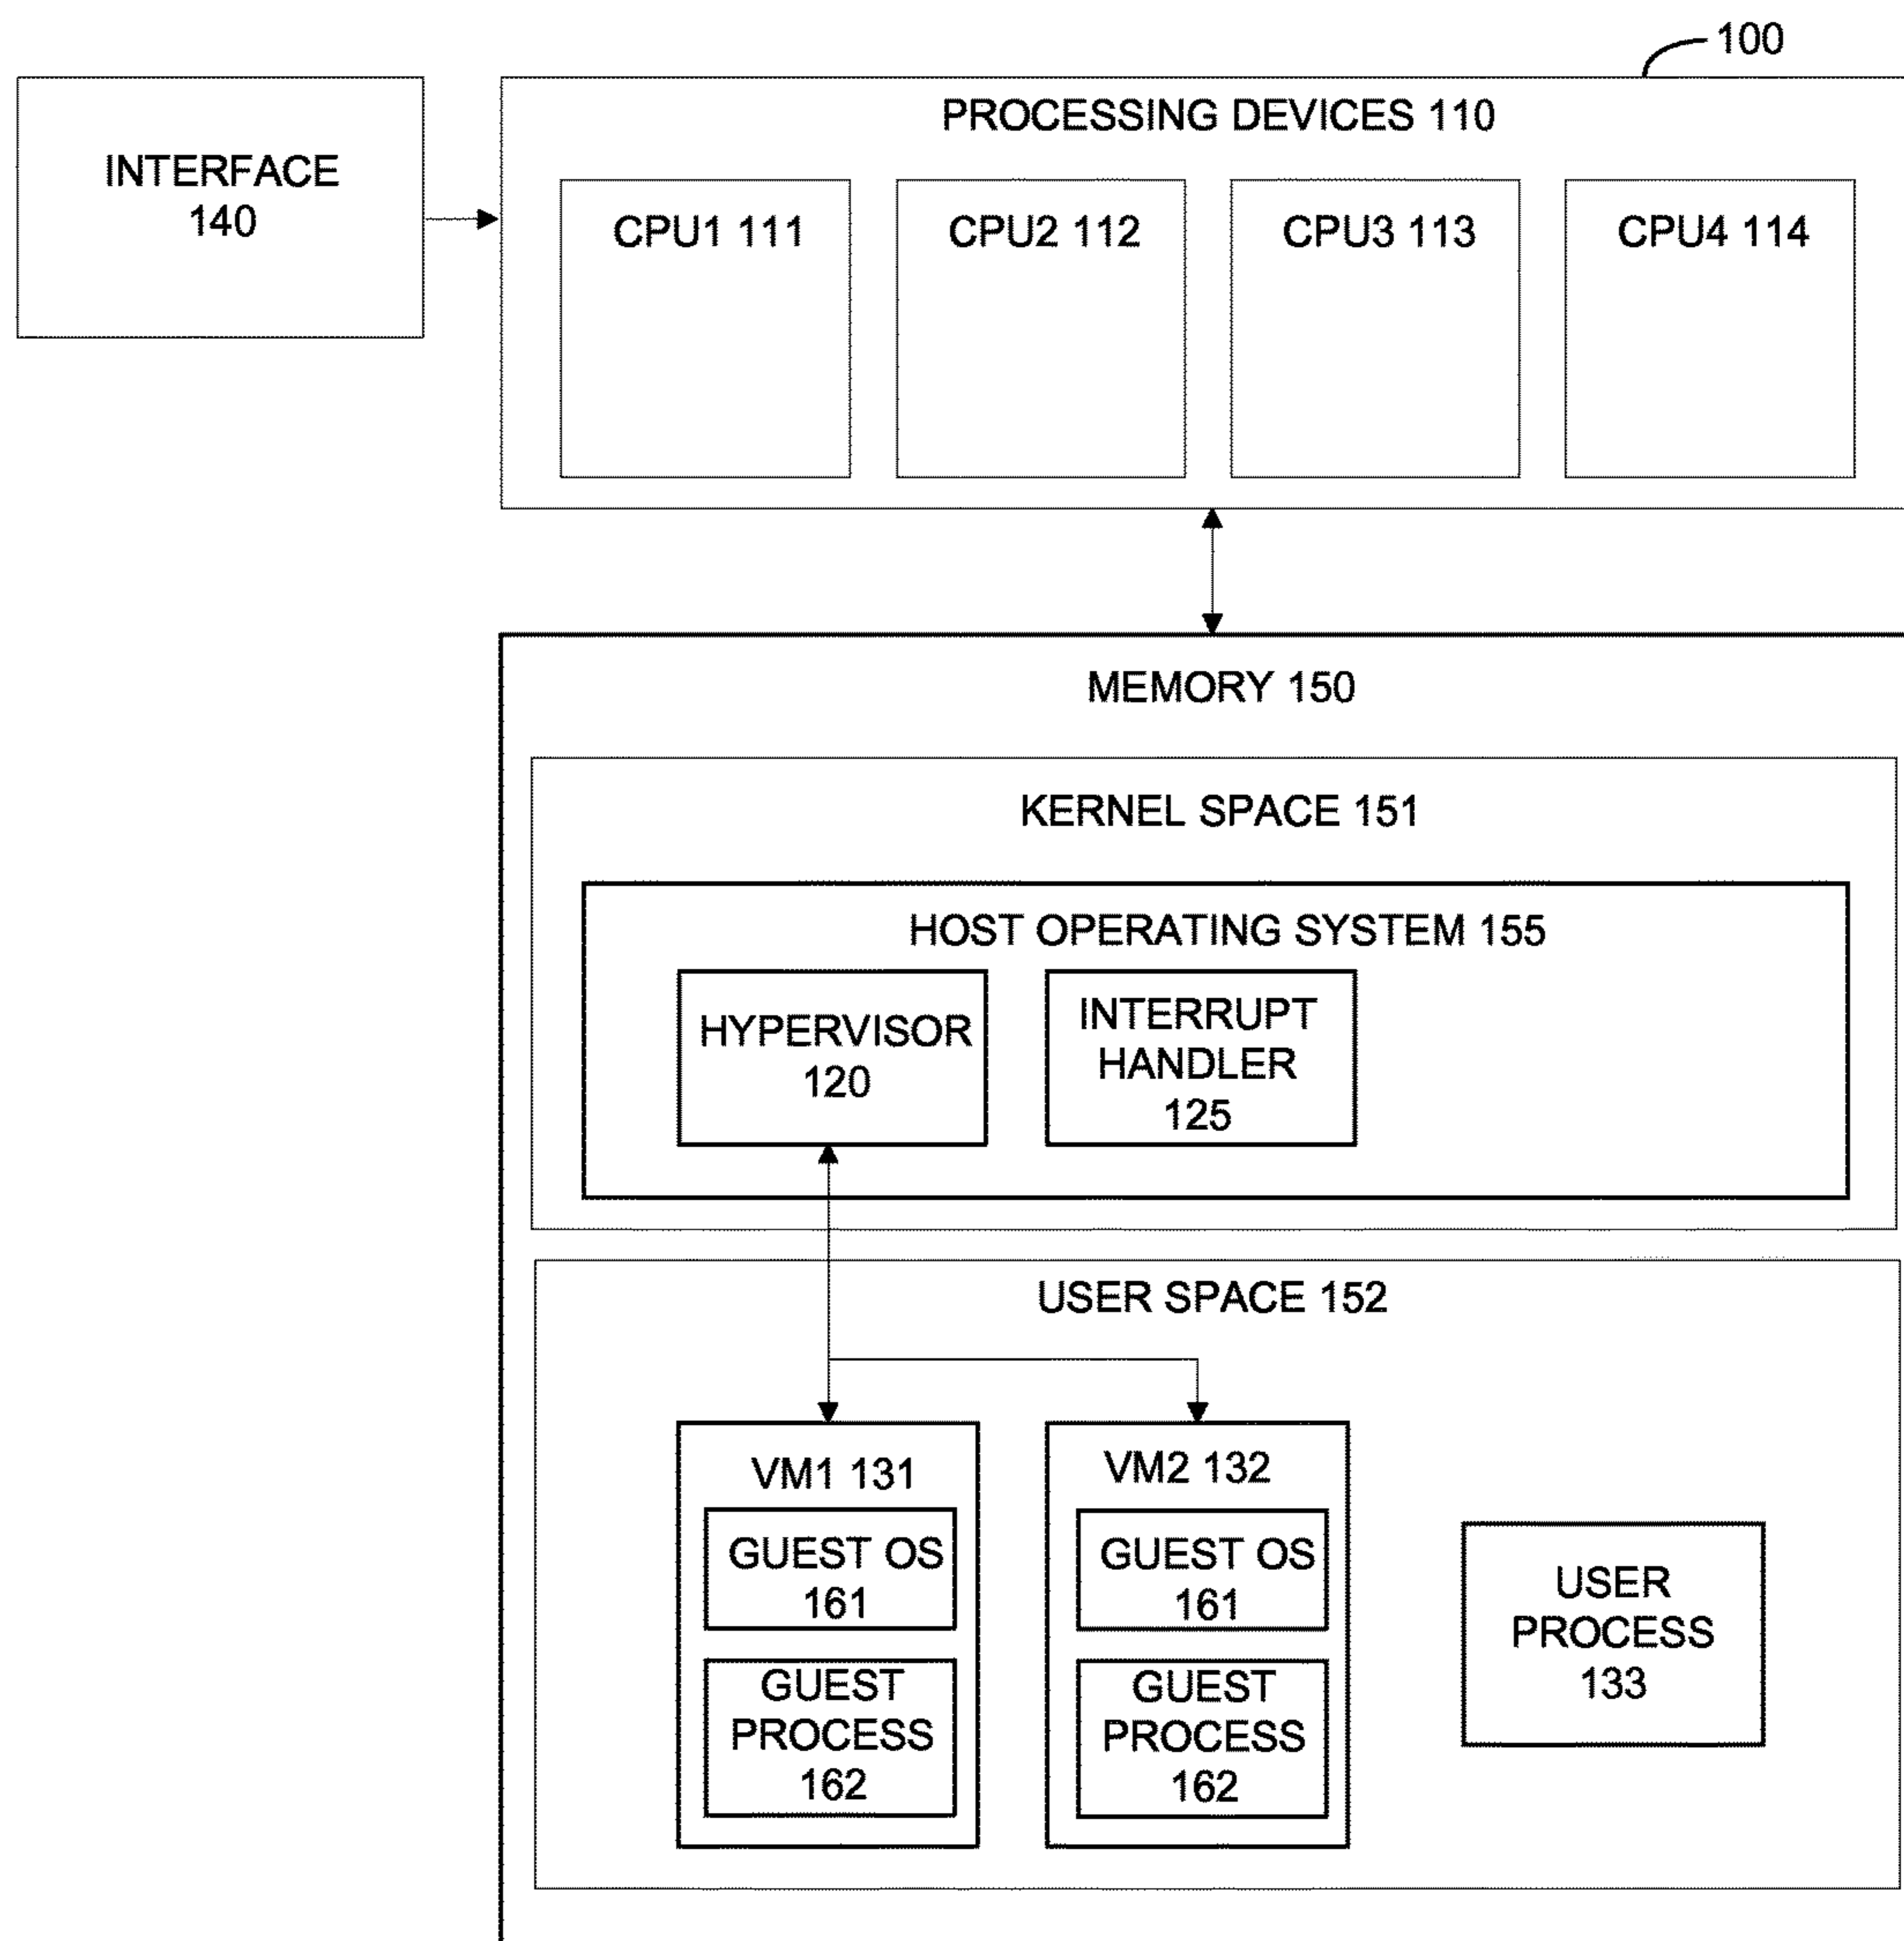 100
INTERFACE
140
PROCESSING DEVICES 110
CPU1 111
CPU2 112
CPU3 113
CPU4 114
MEMORY 150
KERNEL SPACE 151
HOST OPERATING SYSTEM 155
HYPERVISOR
120
INTERRUPT
HANDLER
125
USER SPACE 152
VM1 131
GUEST OS
161
GUEST
PROCESS
162
VM2 132
GUEST OS
161
GUEST
PROCESS
162
USER
PROCESS
133